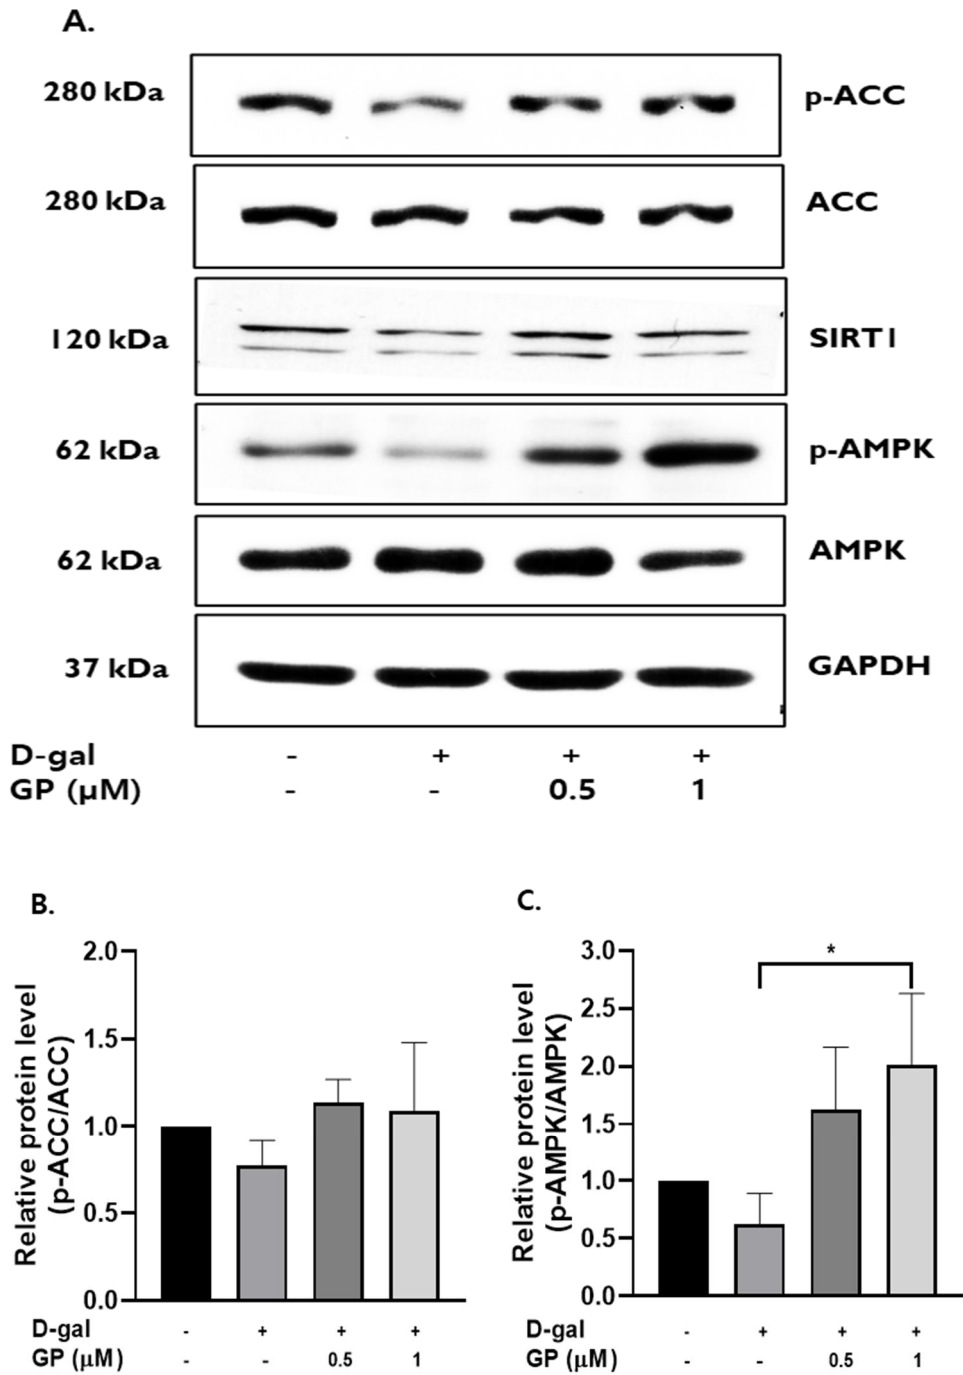 A.
280 kDa p-ACC
280 kDa ACC
120 kDa SIRT1
62 kDa p-AMPK
62 kDa AMPK
37 kDa GAPDH
D-gal - + + +
GP (μM) - - 0.5 1
B.
Relative protein level
(p-ACC/ACC)
2.0
1.5
1.0
0.5
0.0
D-gal - + + +
GP (μM) - - 0.5 1
C.
Relative protein level
(p-AMPK/AMPK)
3.0
2.5
2.0
1.5
1.0
0.5
0.0
*
D-gal - + + +
GP (μM) - - 0.5 1